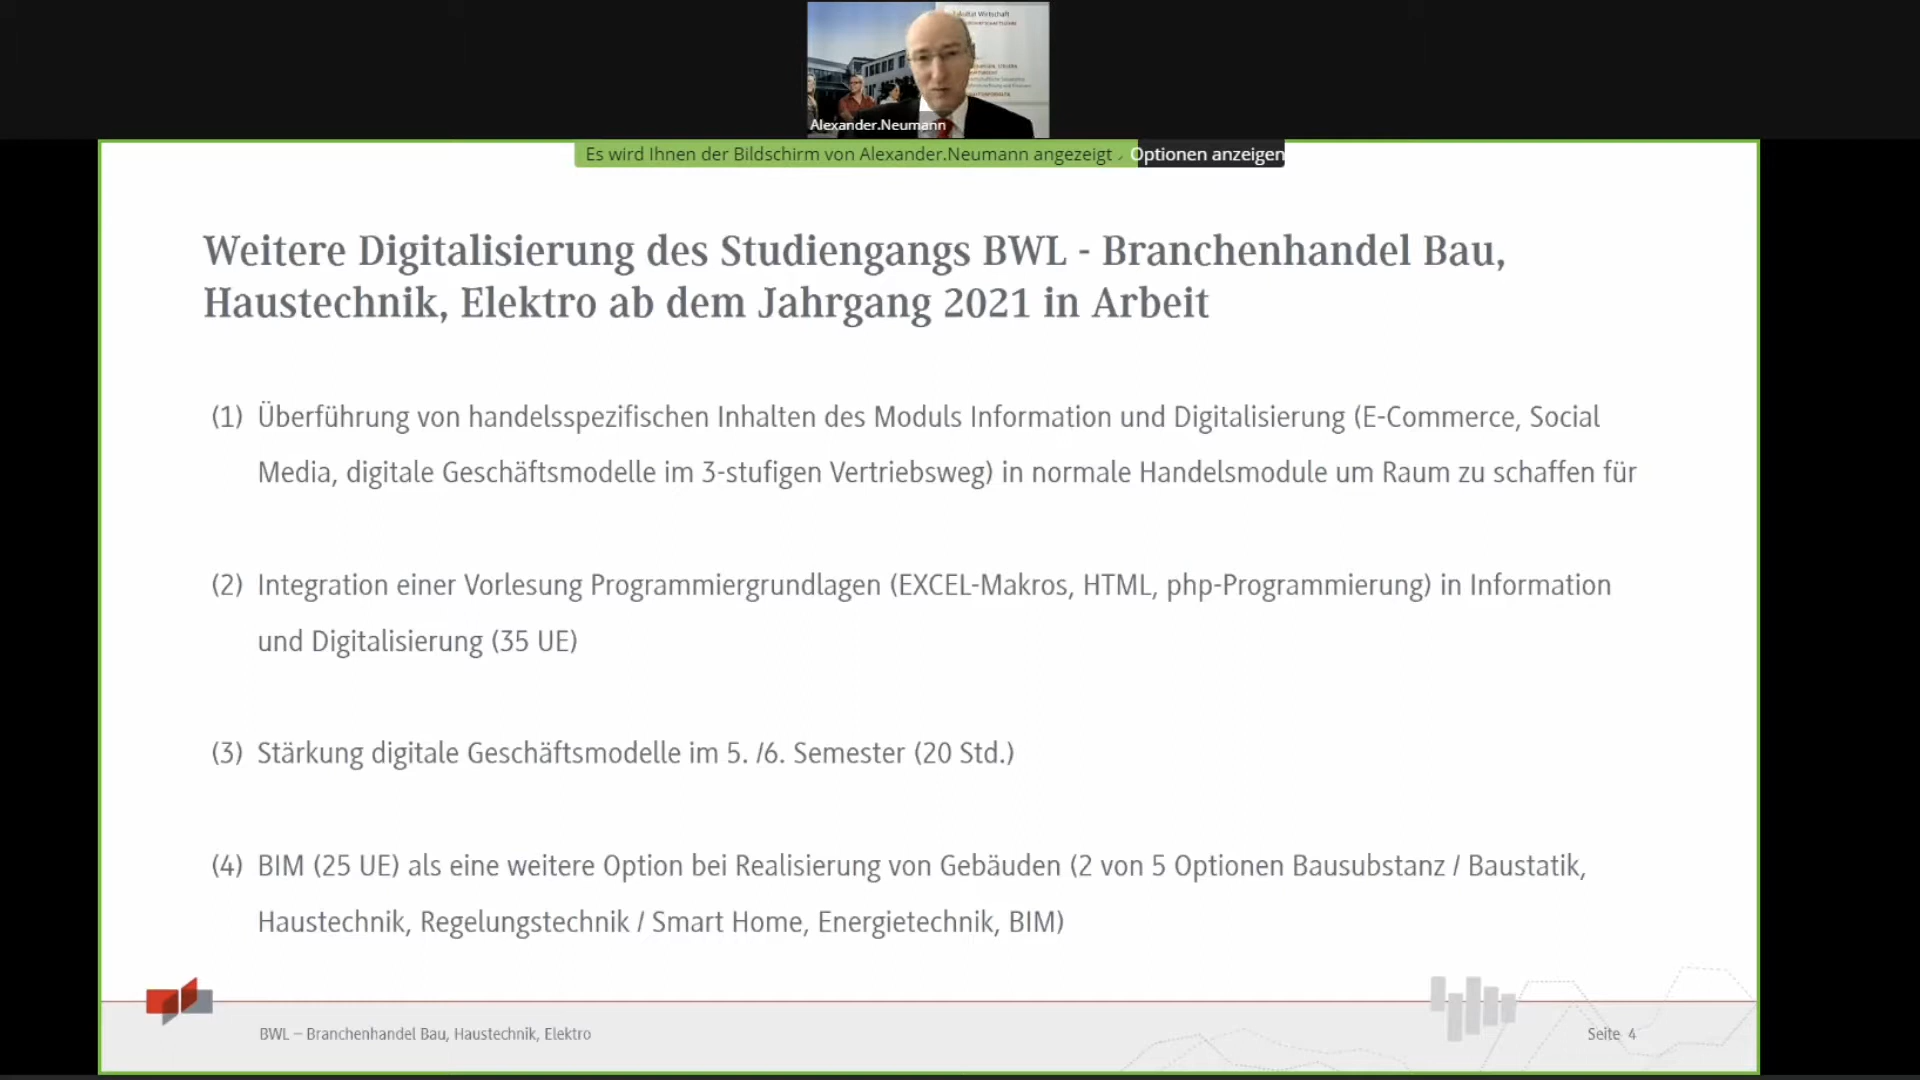 Fakultät Wirtschaft
Alexander.Neumann
Es wird Ihnen der Bildschirm von Alexander.Neumann angezeigt
Optionen anzeigen
Weitere Digitalisierung des Studiengangs BWL - Branchenhandel Bau,
Haustechnik, Elektro ab dem Jahrgang 2021 in Arbeit
(1) Überführung von handelsspezifischen Inhalten des Moduls Information und Digitalisierung (E-Commerce, Social
Media, digitale Geschäftsmodelle im 3-stufigen Vertriebsweg) in normale Handelsmodule um Raum zu schaffen für
(2) Integration einer Vorlesung Programmiergrundlagen (EXCEL-Makros, HTML, php-Programmierung) in Information
und Digitalisierung (35 UE)
(3) Stärkung digitale Geschäftsmodelle im 5. /6. Semester (20 Std.)
(4) BIM (25 UE) als eine weitere Option bei Realisierung von Gebäuden (2 von 5 Optionen Bausubstanz / Baustatik,
Haustechnik, Regelungstechnik / Smart Home, Energietechnik, BIM)
BWL – Branchenhandel Bau, Haustechnik, Elektro
Seite 4